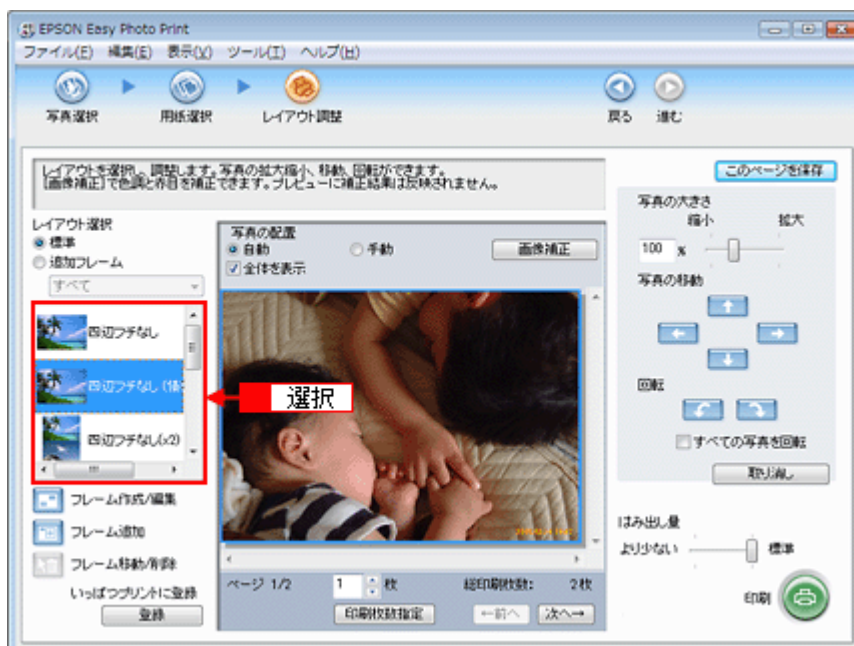 EPSON Easy Photo Print
ファイル(F) 編集(E) 表示(V) ツール(T) ヘルプ(H)
写真選択 用紙選択 レイアウト調整 戻る 進む
レイアウトを選択し、調整します。写真の拡大縮小、移動、回転ができます。
[画像補正]で色調と赤目を補正できます。プレビューに補正結果は反映されません。
このページを保存
レイアウト選択
標準
追加フレーム
すべて
四辺フチなし
四辺フチなし
四辺フチなし(x2)
選択
フレーム作成/編集
フレーム追加
フレーム移動/削除
いっぱつプリントに登録
登録
写真の配置
自動 手動 画像補正
全体を表示
ページ 1/2 1 枚 総印刷枚数: 2枚
印刷枚数指定 ←前へ 次へ→
写真の大きさ
縮小 拡大
100 %
写真の移動
回転
すべての写真を回転
取り消し
はみ出し量
より少ない 標準
印刷